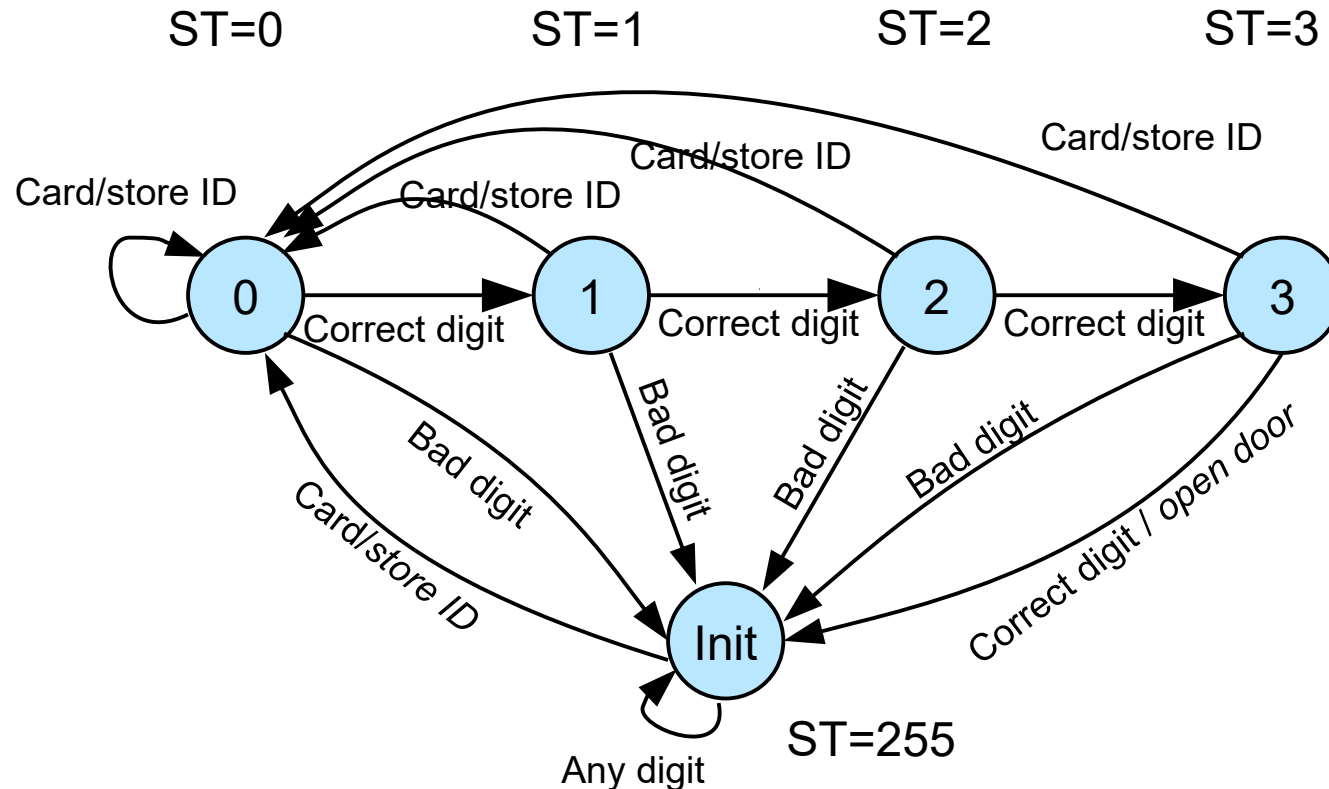 ST=0
ST=1
ST=2
ST=3
Card/store ID
Card/store ID
Card/store ID
Card/store ID
0
1
2
3
Correct digit
Correct digit
Correct digit
Bad digit
Bad digit
Bad digit
Bad digit
Card/store ID
Correct digit / open door
Init
ST=255
Any digit